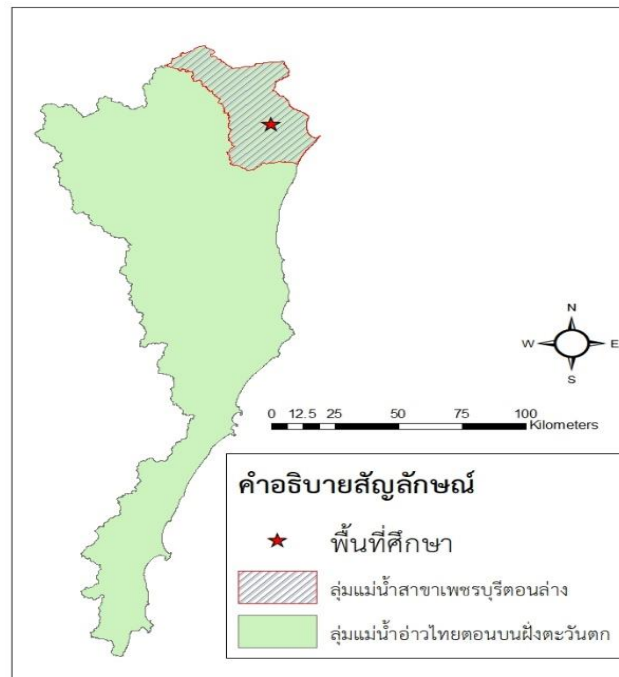 N
W E
S
0 12.5 25 50 75 100
Kilometers
คำอธิบายสัญลักษณ์
พื้นที่ศึกษา
ลุ่มแม่น้ำสาขาเพชรบุรีตอนล่าง
ลุ่มแม่น้ำอ่าวไทยตอนบนฝั่งตะวันตก